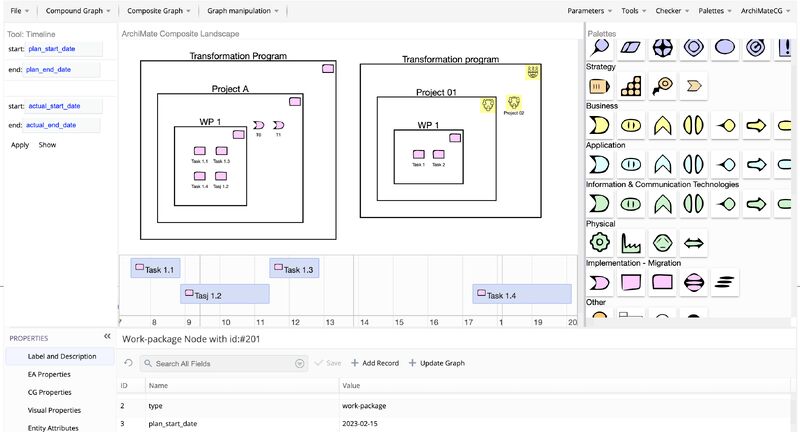 File Compound Graph Composite Graph Graph manipulation Parameters Tools Checker Palettes ArchiMateCG
Tool: Timeline
start: plan_start_date
end: plan_end_date
start: actual_start_date
end: actual_end_date
Apply Show
ArchiMate Composite Landscape
Transformation Program
Project A
WP 1
T0 T1
Task 1.1 Task 1.3
Task 1.4 Tasj 1.2
Transformation program
Project 01
Project 02
WP 1
Task 1 Task 2
Task 1.1 Task 1.3
Tasj 1.2 Task 1.4
7 8 9 10 11 12 13 14 15 16 17 1 19 20
Palettes
Strategy
Business
Application
Information & Communication Technologies
Physical
Implementation - Migration
Other
PROPERTIES
Label and Description
EA Properties
CG Properties
Visual Properties
Entity Attributes
Work-package Node with id:#201
Search All Fields Save Add Record Update Graph
ID Name Value
2 type work-package
3 plan_start_date 2023-02-15